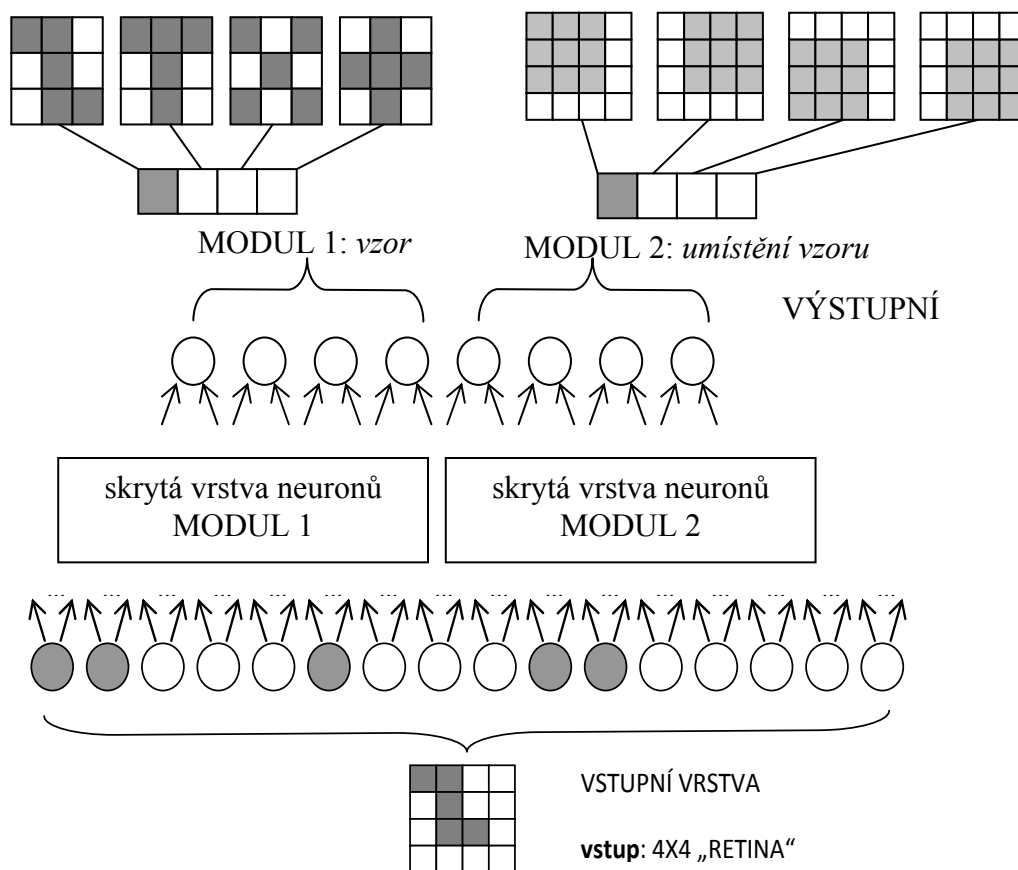 MODUL 1: vzor
MODUL 2: umístění vzoru
VÝSTUPNÍ
skrytá vrstva neuronů
MODUL 1
skrytá vrstva neuronů
MODUL 2
... ... ... ... ... ... ... ... ... ... ... ... ... ... ... ...
VSTUPNÍ VRSTVA
vstup: 4X4 „RETINA“